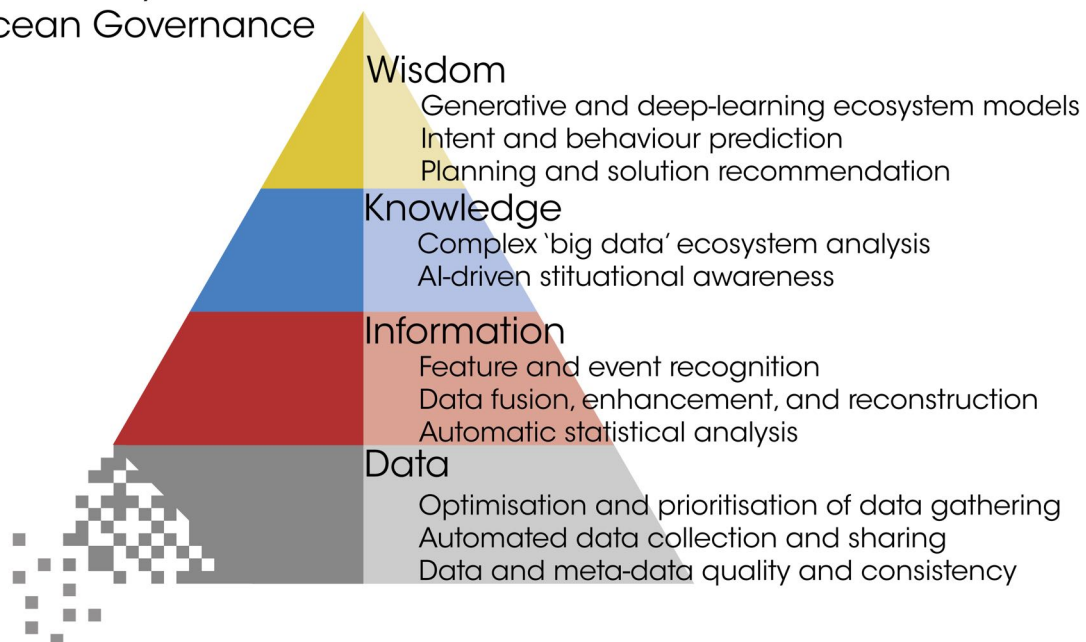 cean Governance
Wisdom
Generative and deep-learning ecosystem models
Intent and behaviour prediction
Planning and solution recommendation
Knowledge
Complex ‘big data’ ecosystem analysis
AI-driven stituational awareness
Information
Feature and event recognition
Data fusion, enhancement, and reconstruction
Automatic statistical analysis
Data
Optimisation and prioritisation of data gathering
Automated data collection and sharing
Data and meta-data quality and consistency